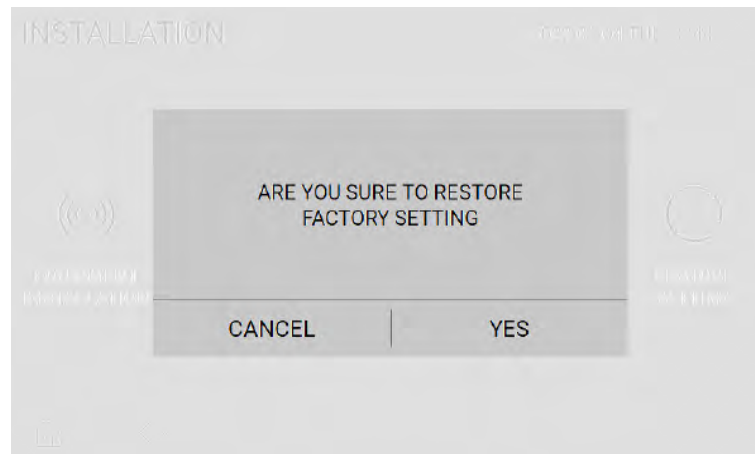 INSTALLATION
ARE YOU SURE TO RESTORE
FACTORY SETTING
CANCEL
YES